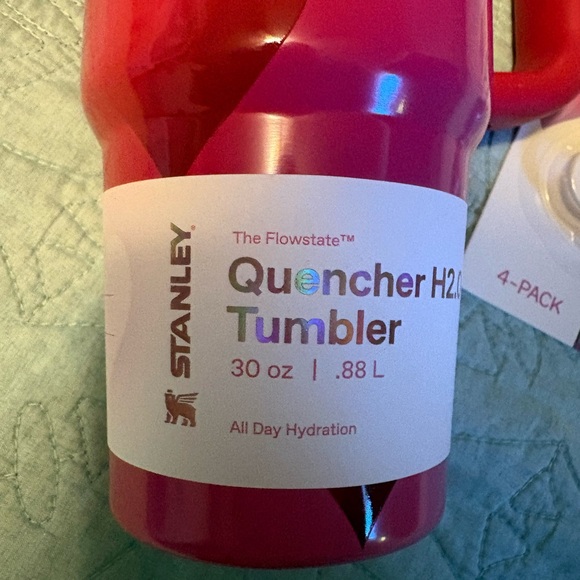 STANLEY
The Flowstate™
Quencher H2.0
Tumbler
30 oz | .88 L
All Day Hydration
4-PACK